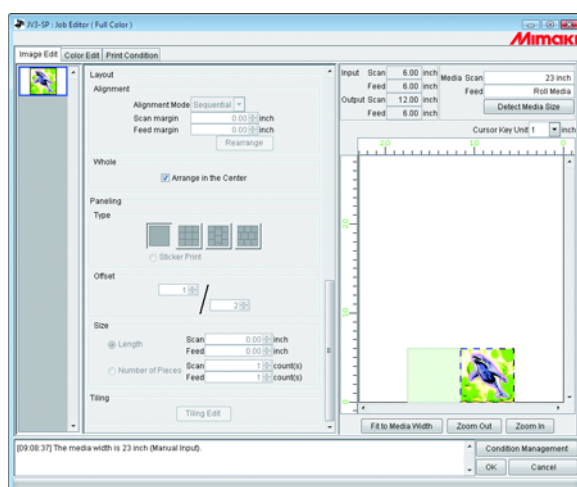 JV3-SP : Job Editor ( Full Color )
Mimaki
Image Edit Color Edit Print Condition
Layout
Alignment
Alignment Mode Sequential
Scan margin 0.00 inch
Feed margin 0.00 inch
Rearrange
Whole
Arrange in the Center
Paneling
Type
Sticker Print
Offset
1 / 2
Size
Length Scan 0.00 inch
Feed 0.00 inch
Number of Pieces Scan 1 count(s)
Feed 1 count(s)
Tiling
Tiling Edit
Input Scan 6.00 inch Media Scan 23 inch
Feed 6.00 inch Feed Roll Media
Output Scan 12.00 inch Detect Media Size
Feed 6.00 inch
Cursor Key Unit 1 inch
20 10 0
20
10
0
Fit to Media Width Zoom Out Zoom In
[09:08:37] The media width is 23 inch (Manual Input).
Condition Management
OK Cancel